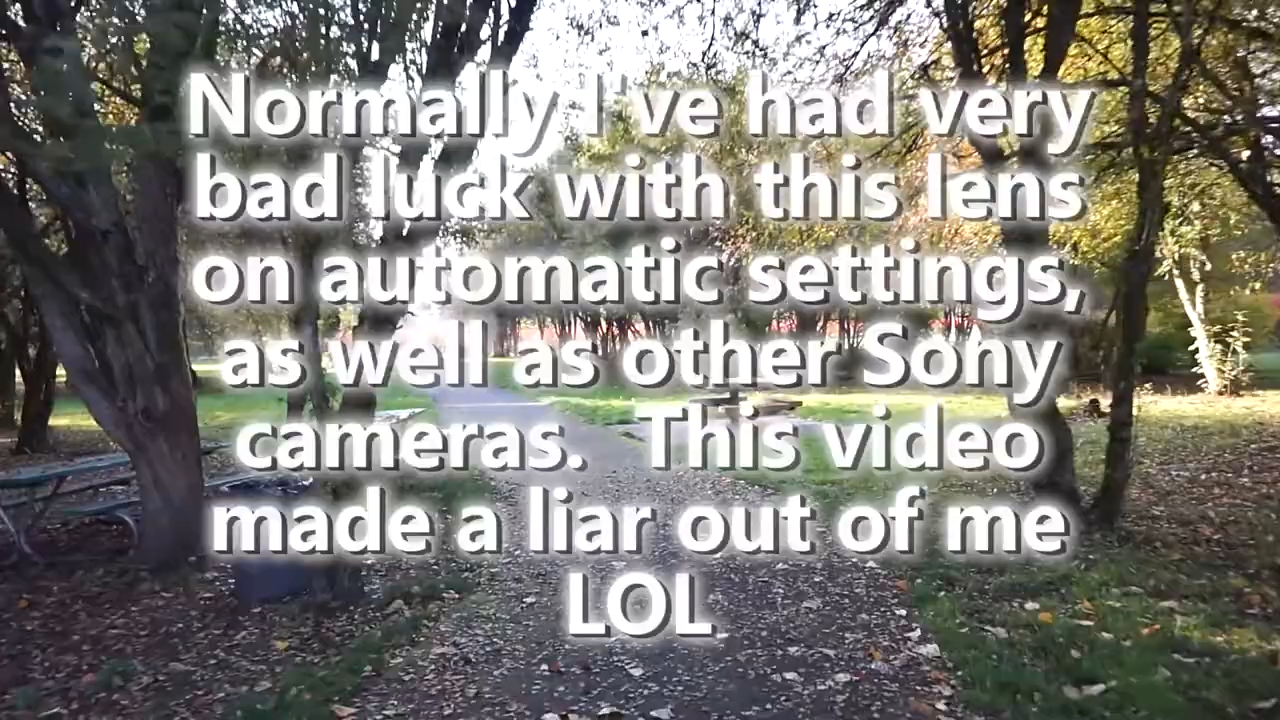 Normally I've had very
bad luck with this lens
on automatic settings,
as well as other Sony
cameras.  This video
made a liar out of me
LOL